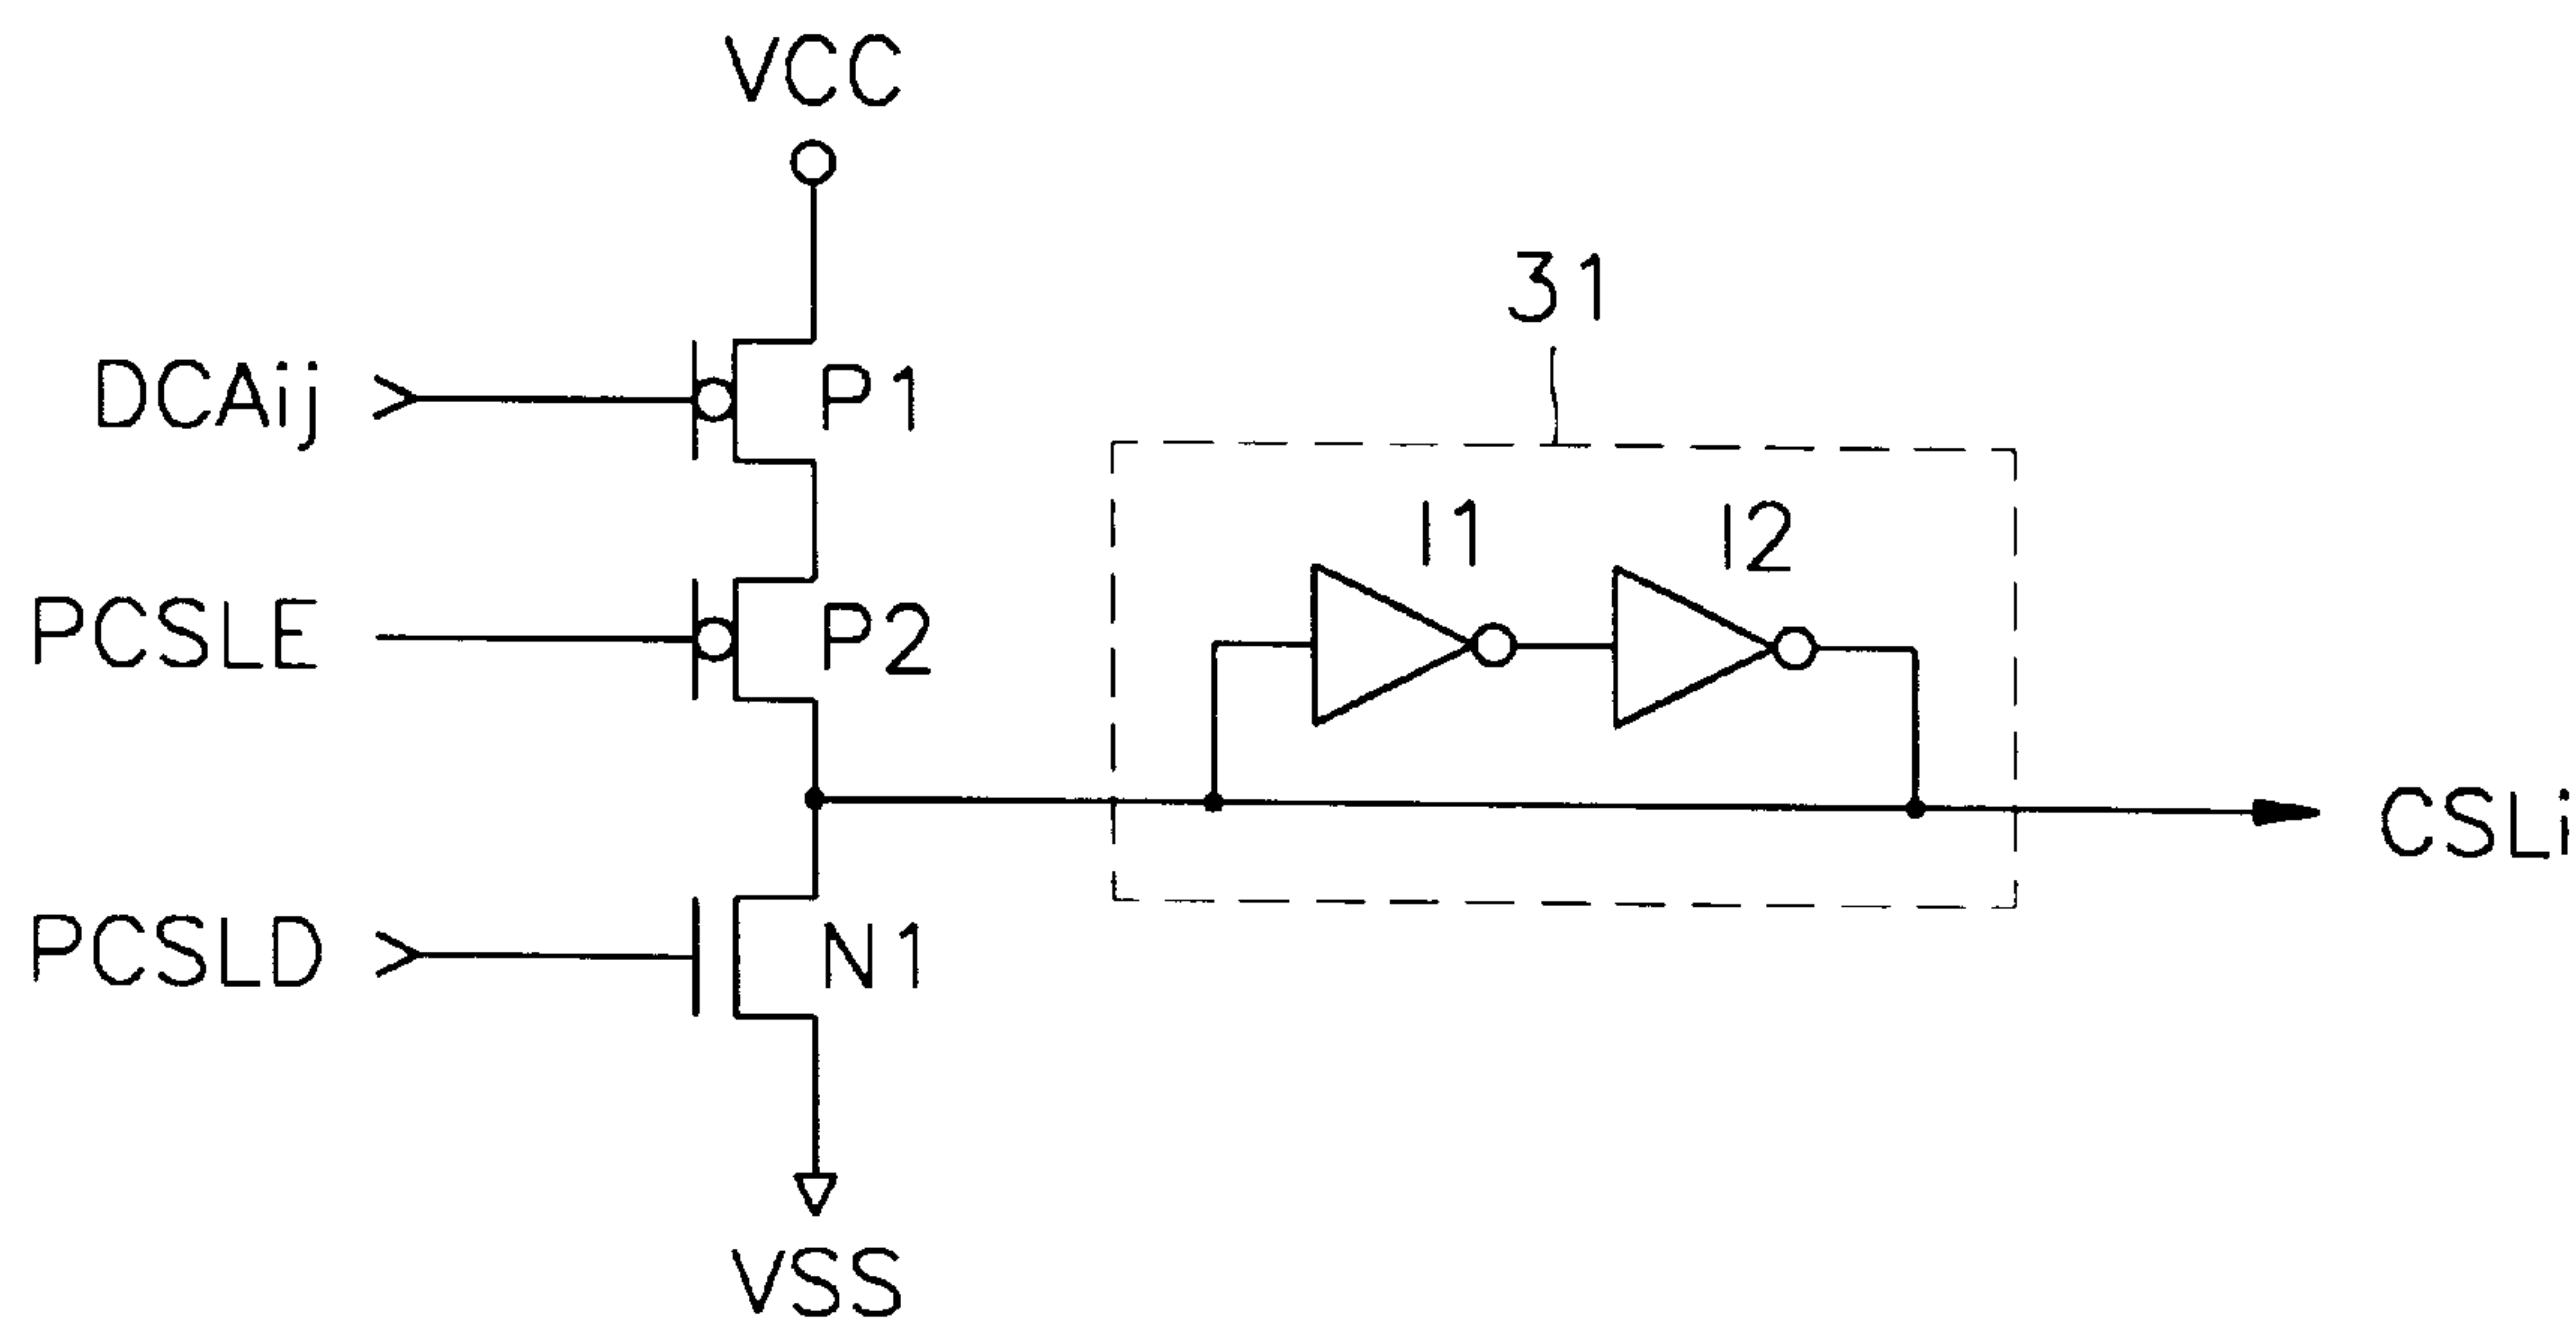 VCC
31
DCAij
P1
I1
I2
PCSLE
P2
CSLi
PCSLD
N1
VSS